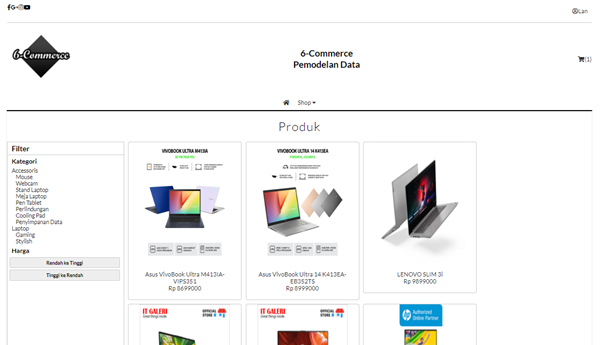 Lan
6-Commerce
6-Commerce
Pemodelan Data
(1)
Shop
Produk
Filter
Kategori
Accessoris
Mouse
Webcam
Stand Laptop
Meja Laptop
Pen Tablet
Perlindungan
Cooling Pad
Penyimpanan Data
Laptop
Gaming
Stylish
Harga
Rendah ke Tinggi
Tinggi ke Rendah
VIVOBOOK ULTRA M413IA
Asus VivoBook Ultra M413IA-
VIPS351
Rp 8699000
VIVOBOOK ULTRA 14 K413EA
Asus VivoBook Ultra 14 K413EA-
EB352TS
Rp 8999000
LENOVO SLIM 3i
Rp 9899000
IT GALERI
OFFICIAL
STORE
IT GALERI
OFFICIAL
STORE
hp
Authorized
Online Partner